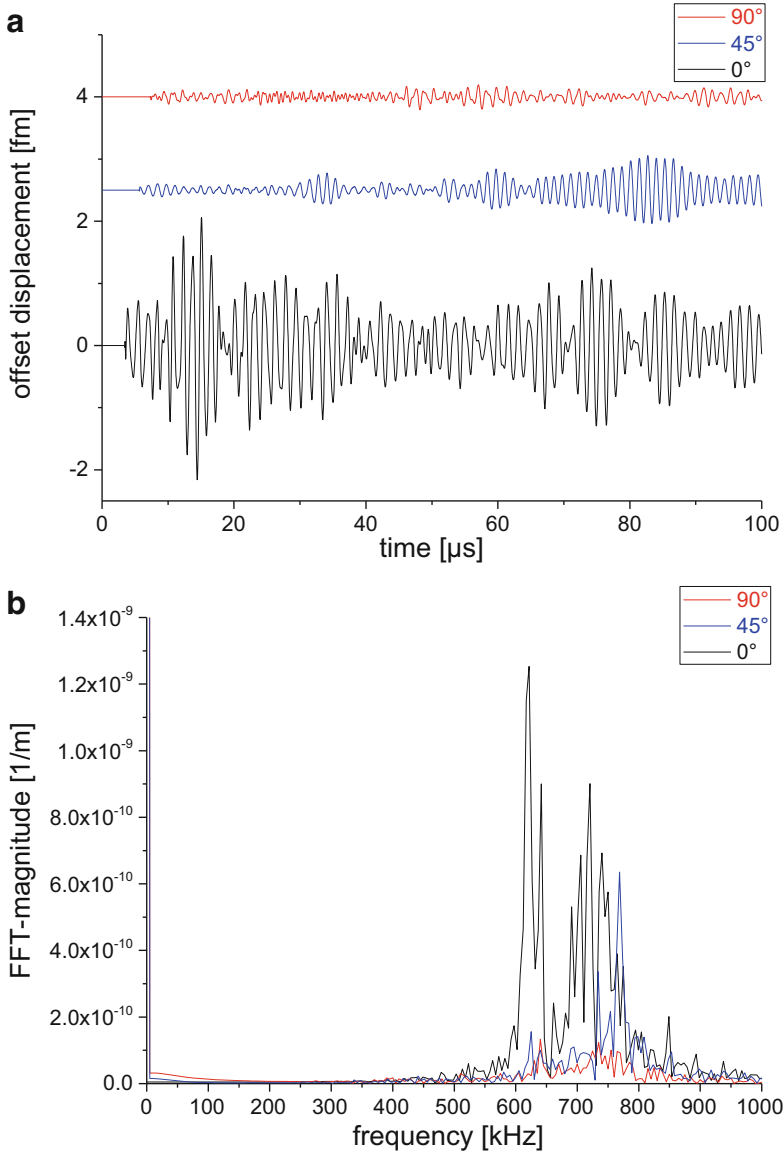 a
90°
45°
0°
offset displacement [fm]
4
2
0
-2
0 20 40 60 80 100
time [µs]
b
90°
45°
0°
FFT-magnitude [1/m]
1.4x10⁻⁹
1.2x10⁻⁹
1.0x10⁻⁹
8.0x10⁻¹⁰
6.0x10⁻¹⁰
4.0x10⁻¹⁰
2.0x10⁻¹⁰
0.0
0 100 200 300 400 500 600 700 800 900 1000
frequency [kHz]